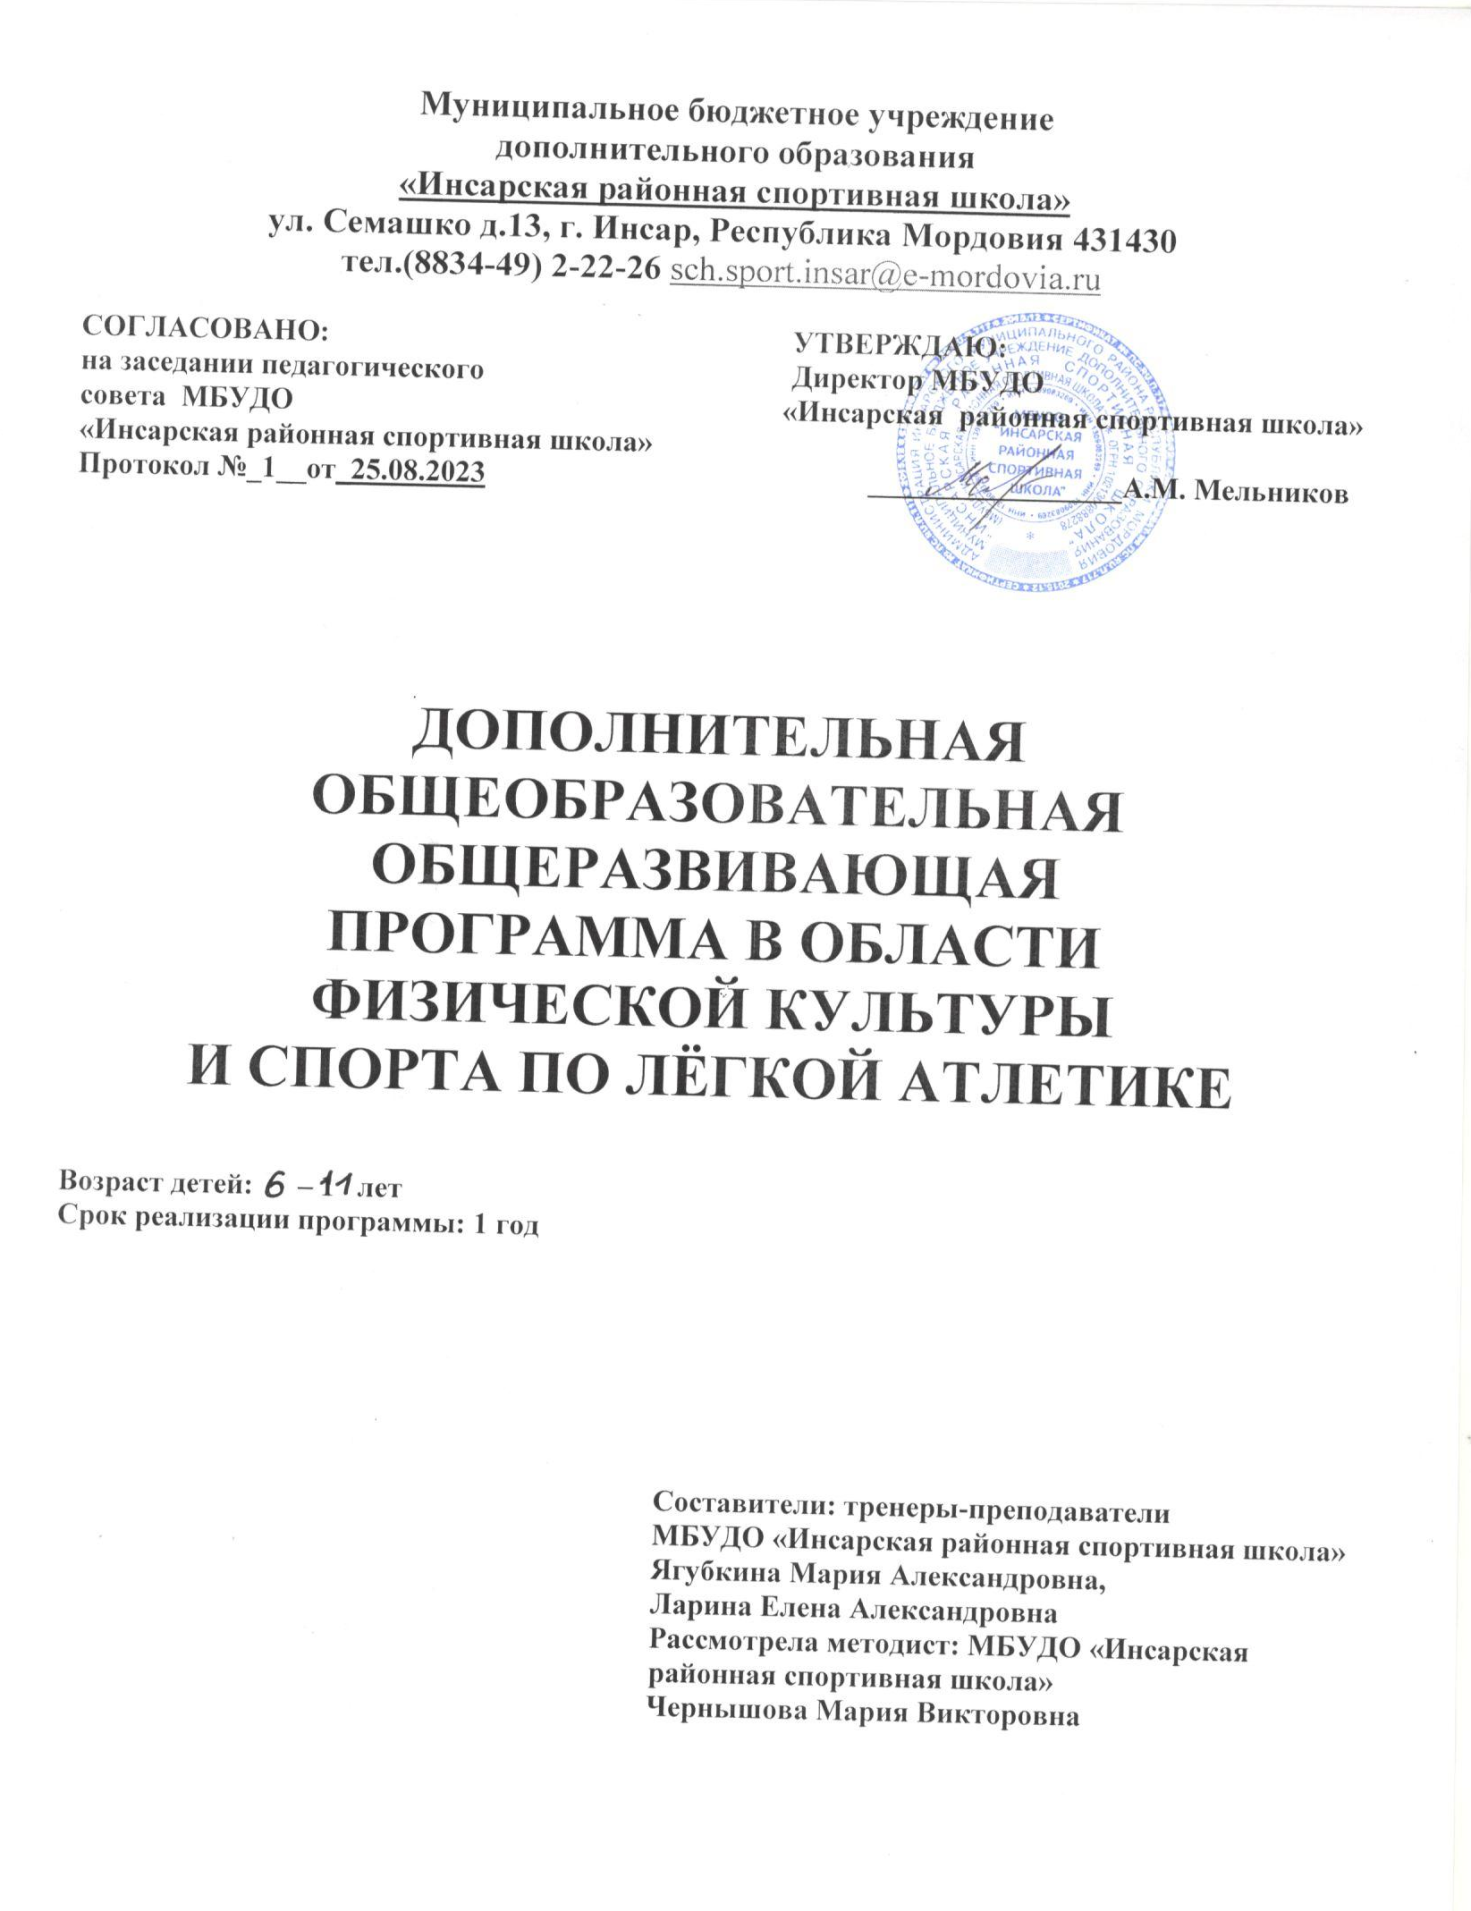 Муниципальное бюджетное учреждение
дополнительного образования
«Инсарская районная спортивная школа»
ул. Семашко д.13, г. Инсар, Республика Мордовия 431430
тел.(8834-49) 2-22-26 sch.sport.insar@e-mordovia.ru
СОГЛАСОВАНО:
на заседании педагогического
совета МБУДО
«Инсарская районная спортивная школа»
Протокол №_1__от_25.08.2023
УТВЕРЖДАЮ:
Директор МБУДО
«Инсарская районная спортивная школа»
А.М. Мельников
"ИНСАРСКАЯ
РАЙОННАЯ
СПОРТИВНАЯ
ШКОЛА"
ДОПОЛНИТЕЛЬНАЯ
ОБЩЕОБРАЗОВАТЕЛЬНАЯ
ОБЩЕРАЗВИВАЮЩАЯ
ПРОГРАММА В ОБЛАСТИ
ФИЗИЧЕСКОЙ КУЛЬТУРЫ
И СПОРТА ПО ЛЁГКОЙ АТЛЕТИКЕ
Возраст детей: 6 – 11 лет
Срок реализации программы: 1 год
Составители: тренеры-преподаватели
МБУДО «Инсарская районная спортивная школа»
Ягубкина Мария Александровна,
Ларина Елена Александровна
Рассмотрела методист: МБУДО «Инсарская
районная спортивная школа»
Чернышова Мария Викторовна